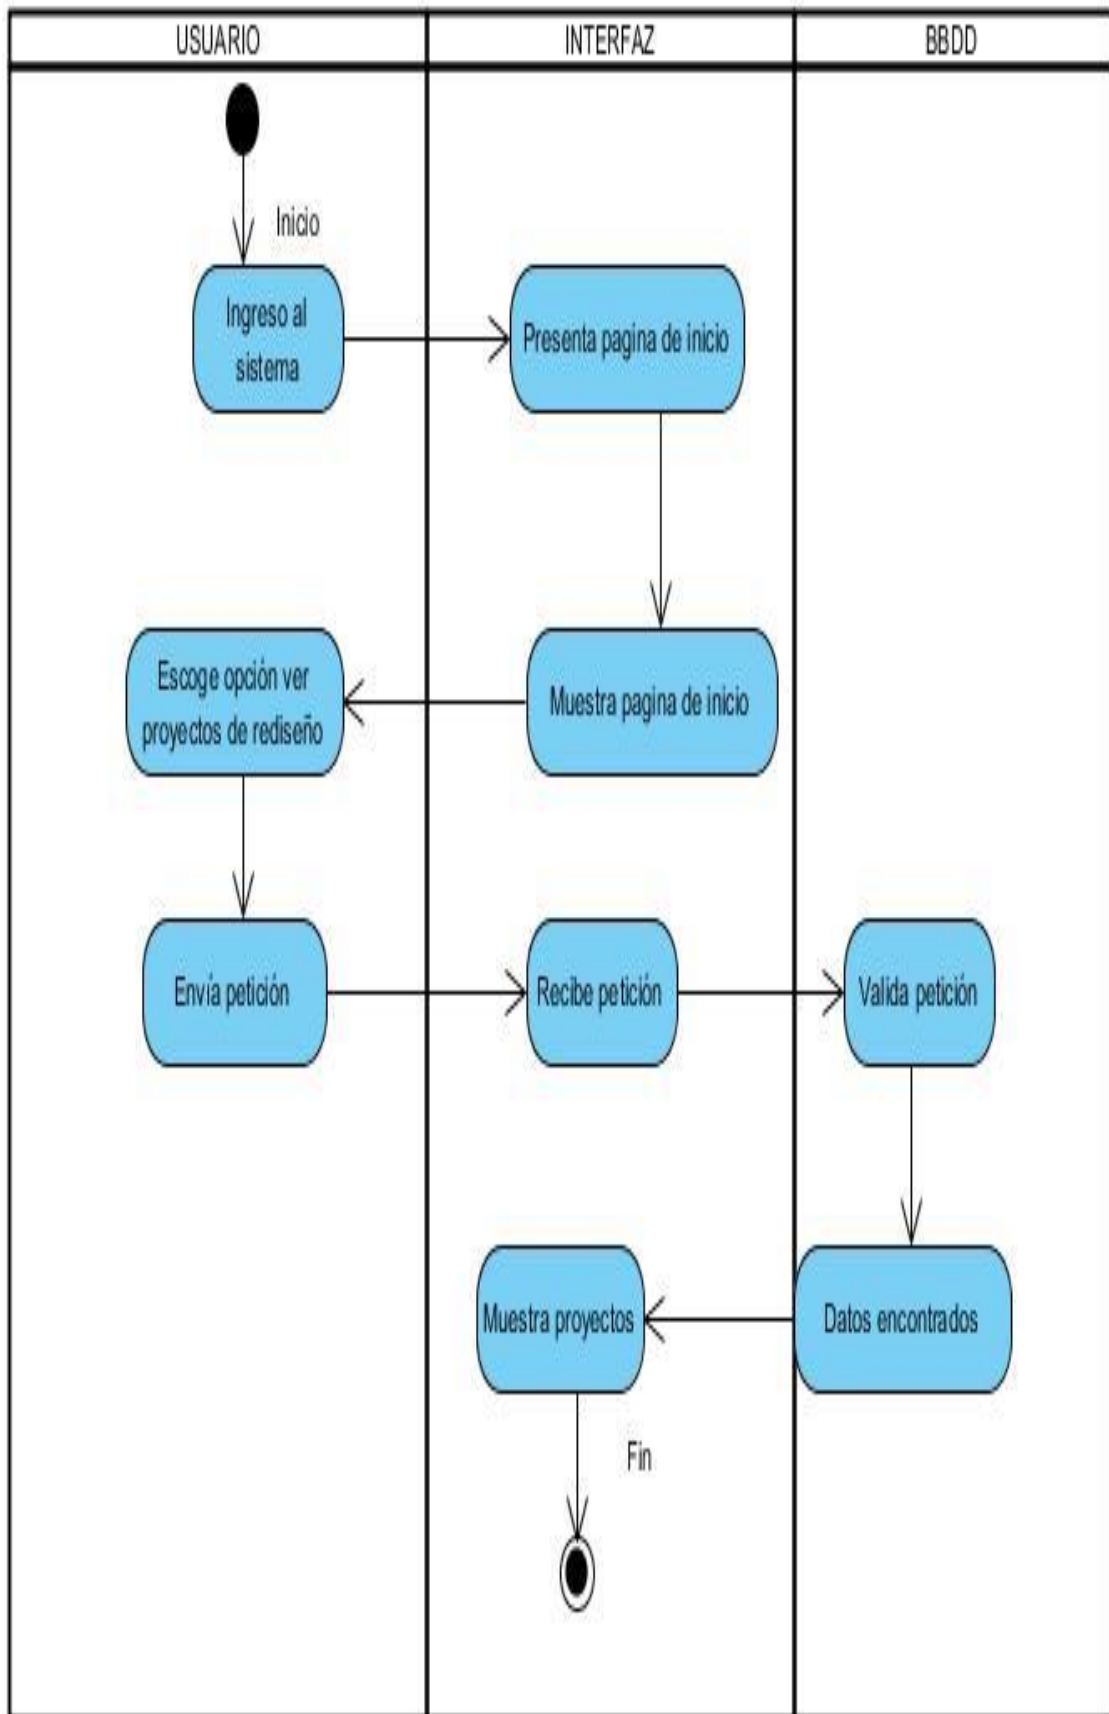 USUARIO
INTERFAZ
BBDD
Inicio
Ingreso al
sistema
Presenta pagina de inicio
Escoge opción ver
proyectos de rediseño
Muestra pagina de inicio
Envía petición
Recibe petición
Valida petición
Muestra proyectos
Datos encontrados
Fin